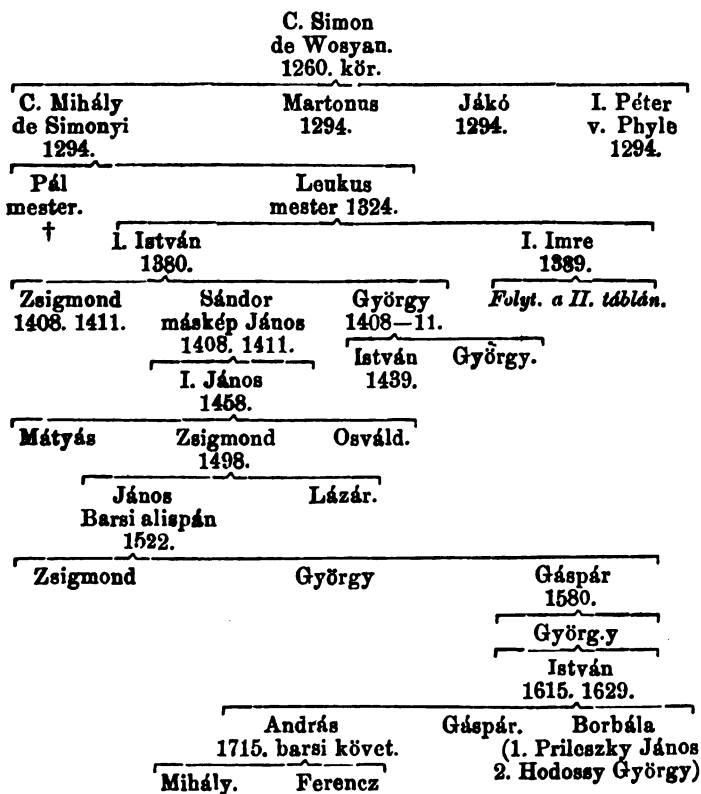 C. Simon
de Wosyan.
1260. kör.
C. Mihály Martonus Jákó I. Péter
de Simonyi 1294. 1294. v. Phyle
1294. 1294.
Pál Leukus
mester. mester 1324.
†
I. István I. Imre
1380. 1389.
Zsigmond Sándor György Folyt. a II. táblán.
1408. 1411. máskép János 1408–11.
1408. 1411. István György.
I. János 1439.
1458.
Mátyás Zsigmond Osváld.
1498.
János Lázár.
Barsi alispán
1522.
Zsigmond György Gáspár
1580.
Györg.y
István
1615. 1629.
András Gáspár. Borbála
1715. barsi követ. (1. Prileszky János
Mihály. Ferencz 2. Hodossy György)